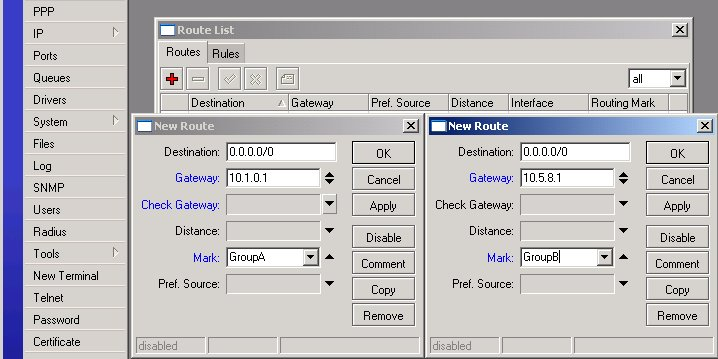 PPP
IP
Ports
Queues
Drivers
System
Files
Log
SNMP
Users
Radius
Tools
New Terminal
Telnet
Password
Certificate
Route List
Routes Rules
all
Destination Gateway Pref. Source Distance Interface Routing Mark
New Route
Destination: 0.0.0.0/0 OK
Gateway: 10.1.0.1 Cancel
Check Gateway: Apply
Distance: Disable
Mark: GroupA Comment
Pref. Source: Copy
Remove
disabled
New Route
Destination: 0.0.0.0/0 OK
Gateway: 10.5.8.1 Cancel
Check Gateway: Apply
Distance: Disable
Mark: GroupB Comment
Pref. Source: Copy
Remove
disabled